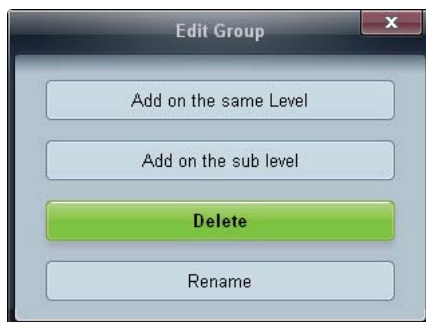 Edit Group
x
Add on the same Level
Add on the sub level
Delete
Rename